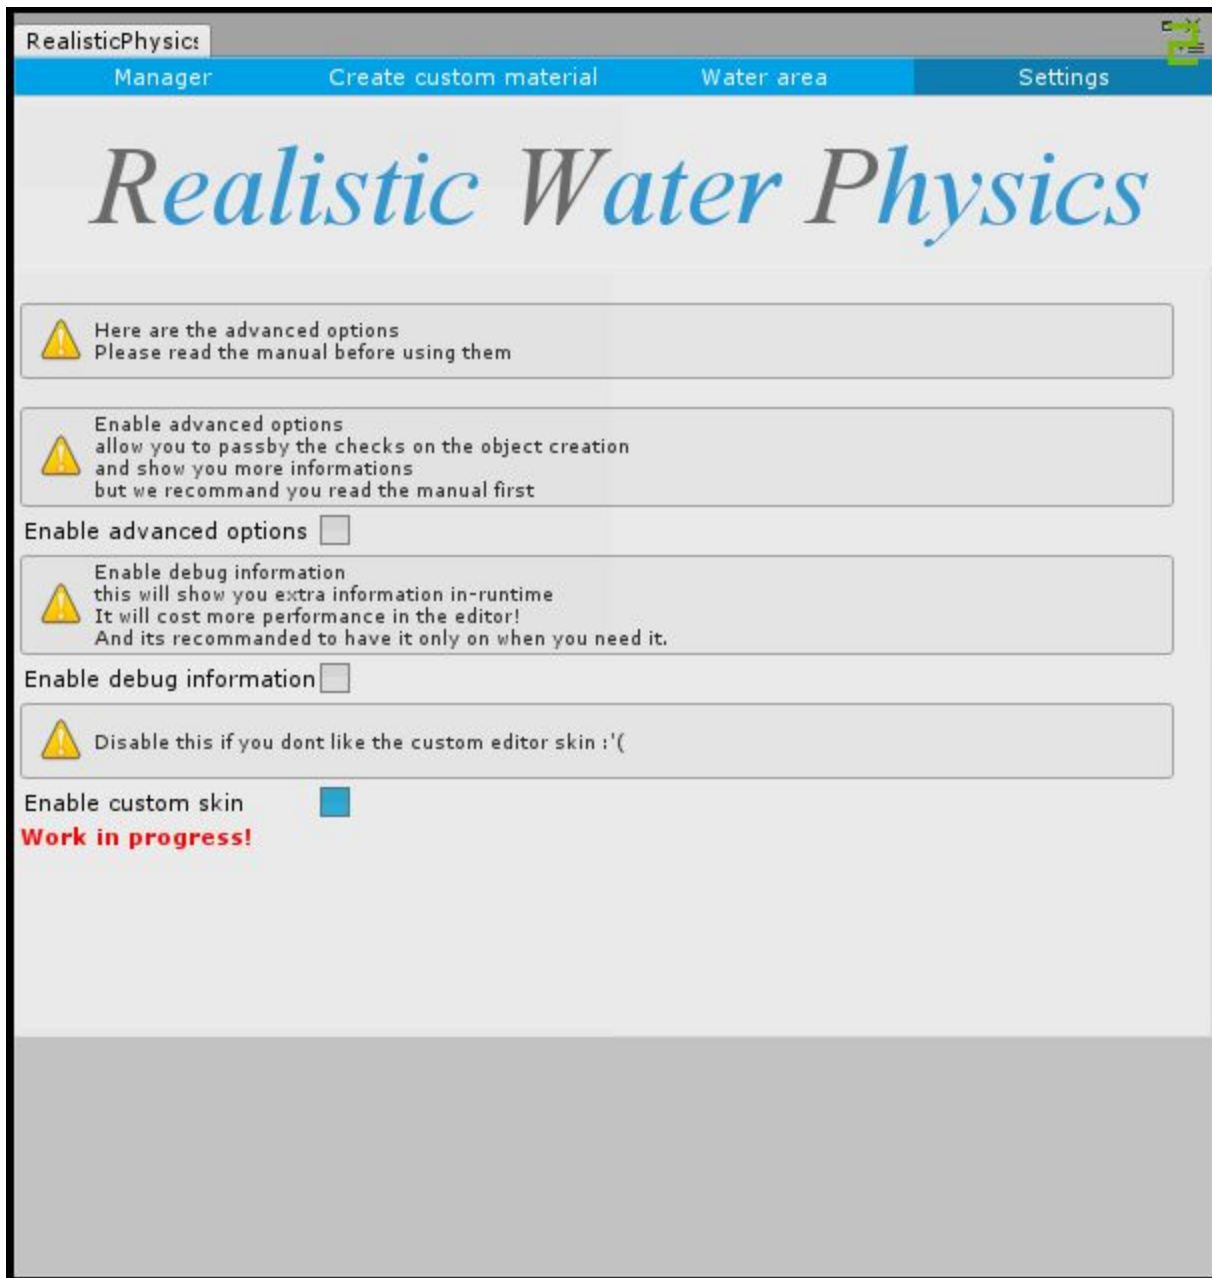 RealisticPhysics
Manager Create custom material Water area Settings
Realistic Water Physics
Here are the advanced options
Please read the manual before using them
Enable advanced options
allow you to passby the checks on the object creation
and show you more informations
but we recommand you read the manual first
Enable advanced options
Enable debug information
this will show you extra information in-runtime
It will cost more performance in the editor!
And its recommanded to have it only on when you need it.
Enable debug information
Disable this if you dont like the custom editor skin :'(
Enable custom skin
Work in progress!